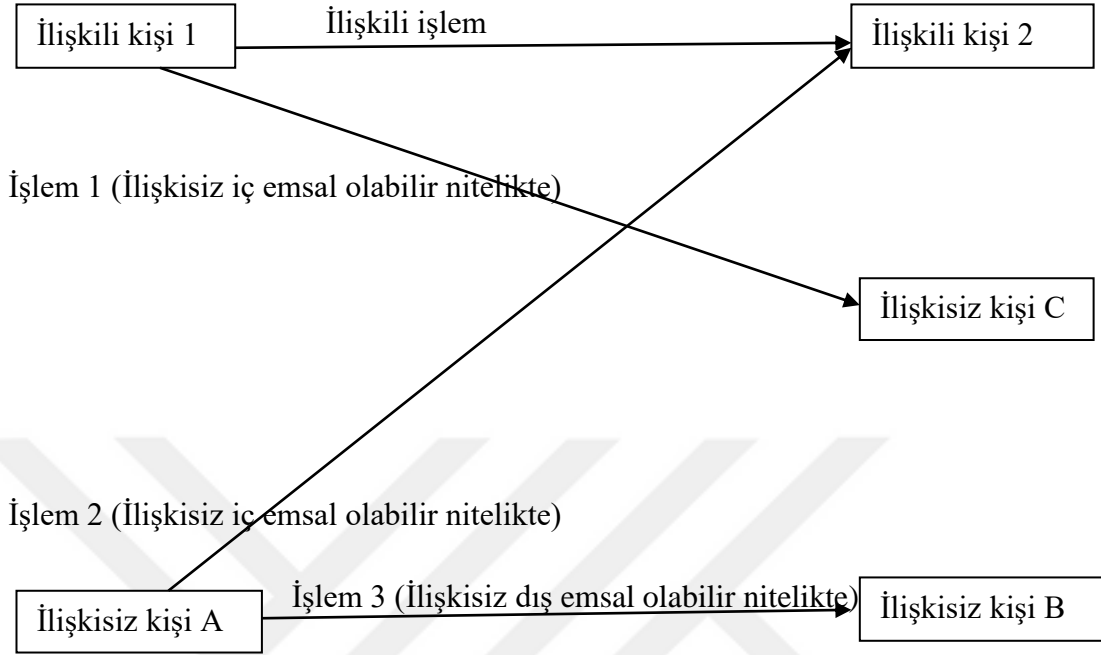 İlişkili kişi 1
İlişkili işlem
İlişkili kişi 2
İşlem 1 (İlişkisiz iç emsal olabilir nitelikte)
İlişkisiz kişi C
İşlem 2 (İlişkisiz iç emsal olabilir nitelikte)
İlişkisiz kişi A
İşlem 3 (İlişkisiz dış emsal olabilir nitelikte)
İlişkisiz kişi B